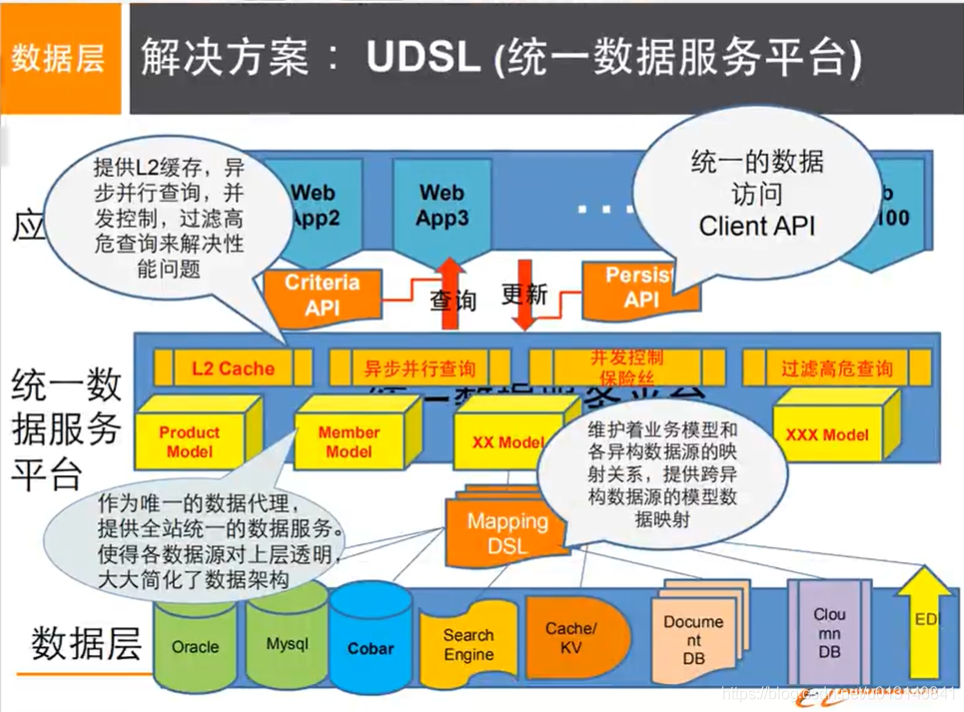 数据层
解决方案： UDSL (统一数据服务平台)
提供L2缓存，异
步并行查询，并
发控制，过滤高
危查询来解决性
能问题
统一的数据
访问
Client API
应
Web
App2
Web
App3
...
b
100
Criteria
API
查询
更新
Persist
API
统一数
据服务
平台
L2 Cache
异步并行查询
并发控制
保险丝
过滤高危查询
Product
Model
Member
Model
XX Model
XXX Model
作为唯一的数据代理，
提供全站统一的数据服务。
使得各数据源对上层透明，
大大简化了数据架构
维护着业务模型和
各异构数据源的映
射关系，提供跨异
构数据源的模型数
据映射
Mapping
DSL
数据层
Oracle
Mysql
Cobar
Search
Engine
Cache/
KV
Docume
nt
DB
Clou
mn
DB
EDI